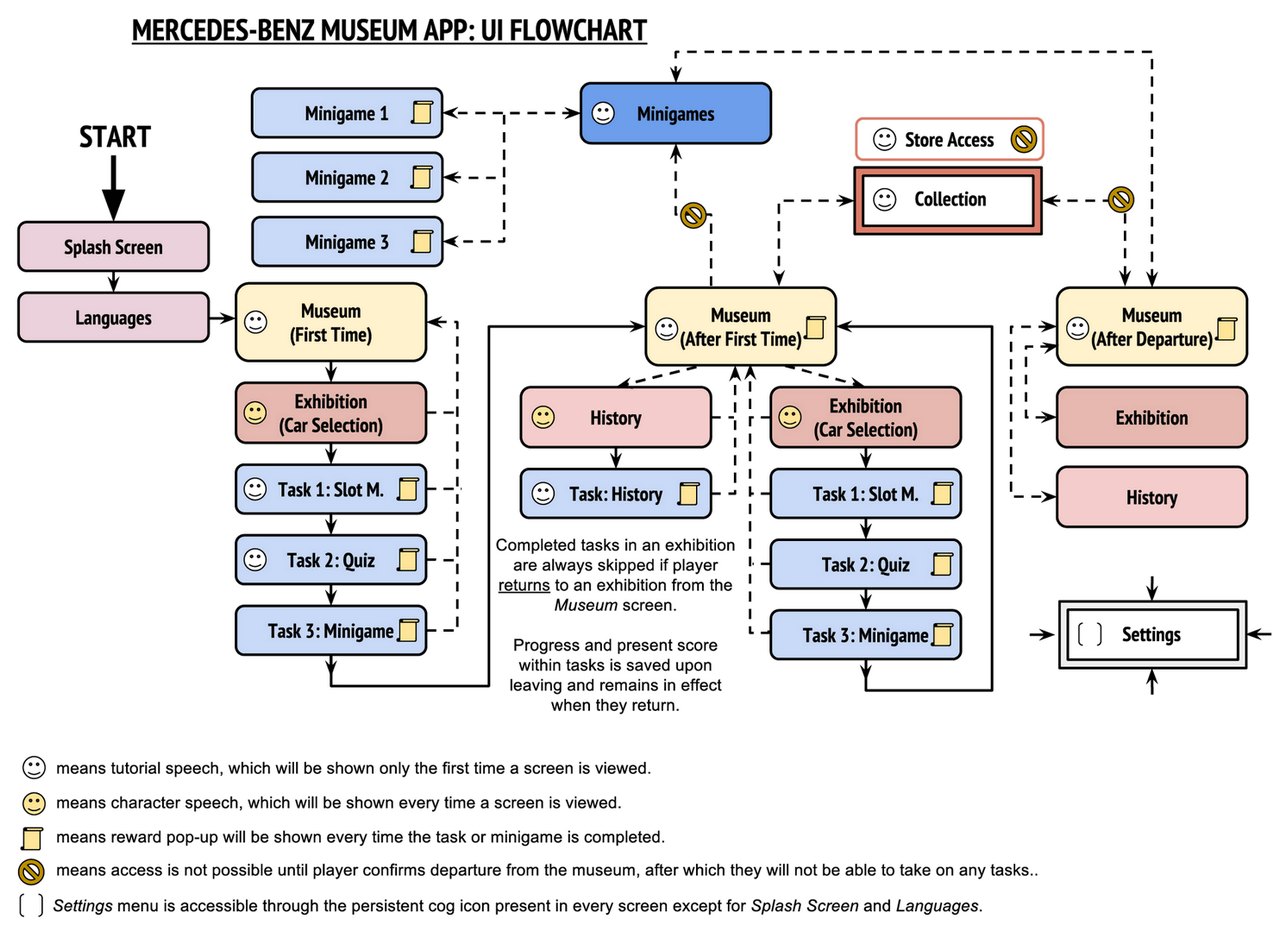 MERCEDES-BENZ MUSEUM APP: UI FLOWCHART
START
Splash Screen
Languages
Minigame 1
Minigame 2
Minigame 3
Minigames
Store Access
Collection
Museum
(First Time)
Exhibition
(Car Selection)
Task 1: Slot M.
Task 2: Quiz
Task 3: Minigame
Museum
(After First Time)
History
Task: History
Exhibition
(Car Selection)
Task 1: Slot M.
Task 2: Quiz
Task 3: Minigame
Completed tasks in an exhibition
are always skipped if player
returns to an exhibition from the
Museum screen.
Progress and present score
within tasks is saved upon
leaving and remains in effect
when they return.
Museum
(After Departure)
Exhibition
History
Settings
means tutorial speech, which will be shown only the first time a screen is viewed.
means character speech, which will be shown every time a screen is viewed.
means reward pop-up will be shown every time the task or minigame is completed.
means access is not possible until player confirms departure from the museum, after which they will not be able to take on any tasks..
Settings menu is accessible through the persistent cog icon present in every screen except for Splash Screen and Languages.